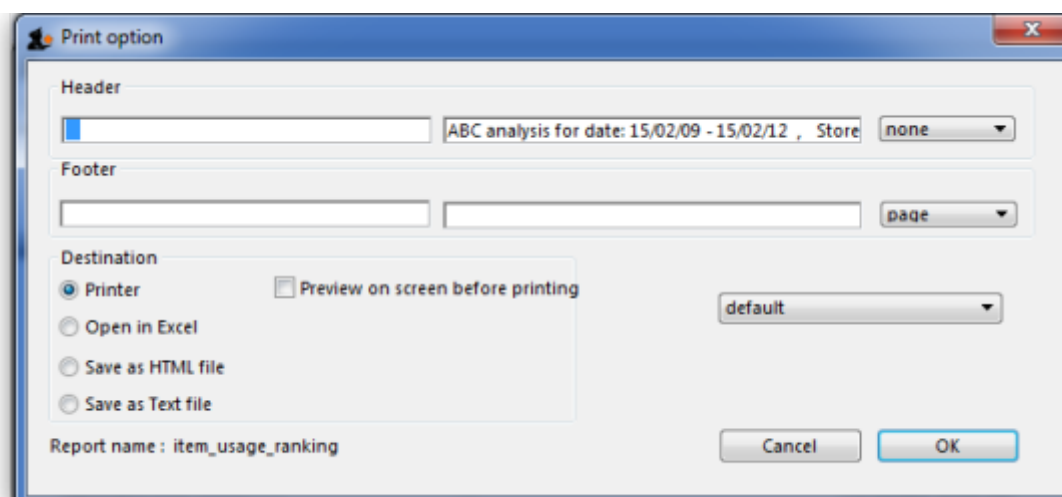 Print option
Header
ABC analysis for date: 15/02/09 - 15/02/12 , Store
none
Footer
page
Destination
Printer
Preview on screen before printing
default
Open in Excel
Save as HTML file
Save as Text file
Report name : item_usage_ranking
Cancel
OK